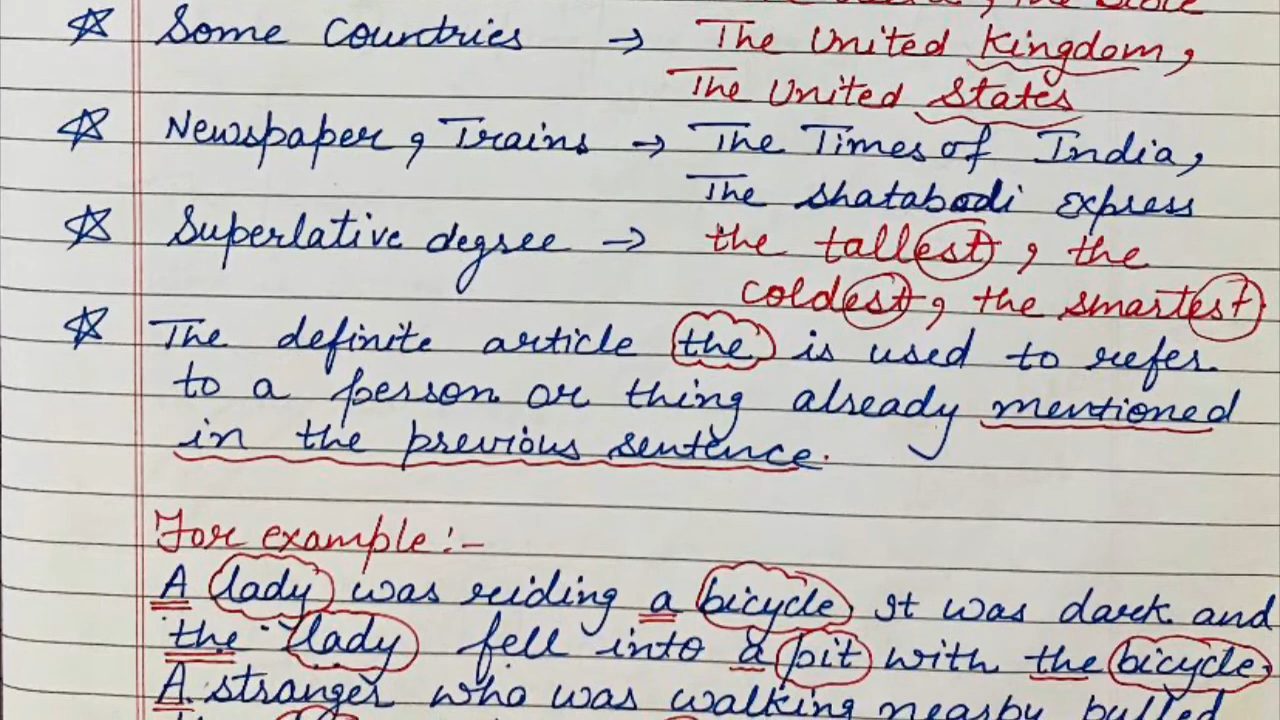 ☆ Some Countries → The United Kingdom,
The United States
☆ Newspaper, Trains → The Times of India,
The Shatabadi express
☆ Superlative degree → the tallest, the
coldest, the smartest
☆ The definite article the is used to refer
to a person or thing already mentioned
in the previous sentence.
For example:-
A lady was reiding a bicycle, It was dark and
the lady fell into a pit with the bicycle,
A stranger who was walking nearby pulled